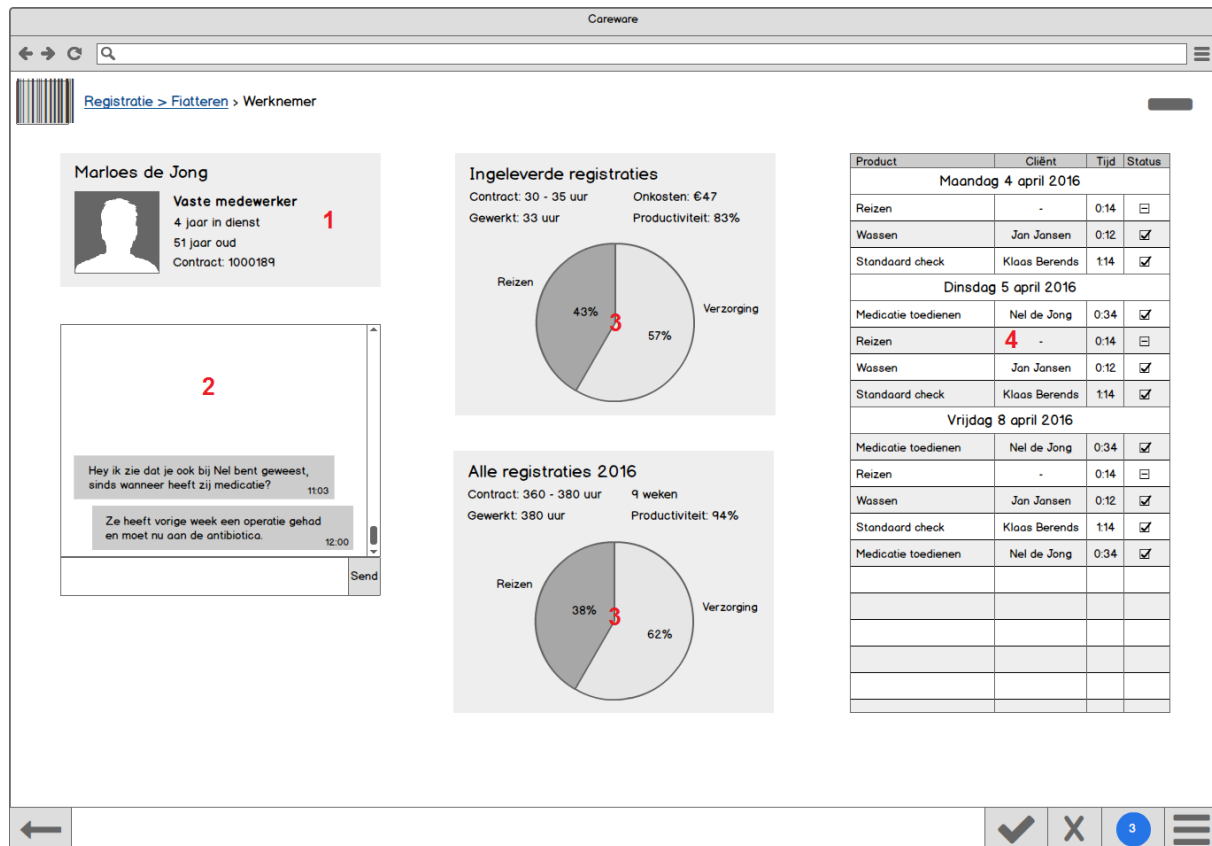 Careware
Registratie > Fiatteren > Werknemer
Marloes de Jong
Vaste medewerker
4 jaar in dienst
51 jaar oud
Contract: 1000189
1
2
Hey ik zie dat je ook bij Nel bent geweest,
sinds wanneer heeft zij medicatie?
11:03
Ze heeft vorige week een operatie gehad
en moet nu aan de antibiotica.
12:00
Send
Ingeleverde registraties
Contract: 30 - 35 uur Onkosten: €47
Gewerkt: 33 uur Productiviteit: 83%
Reizen
43%
3
57%
Verzorging
Alle registraties 2016
Contract: 360 - 380 uur 9 weken
Gewerkt: 380 uur Productiviteit: 94%
Reizen
38%
3
62%
Verzorging
Product Cliënt Tijd Status
Maandag 4 april 2016
Reizen - 0:14
Wassen Jan Jansen 0:12
Standaard check Klaas Berends 1:14
Dinsdag 5 april 2016
Medicatie toedienen Nel de Jong 0:34
Reizen 4 - 0:14
Wassen Jan Jansen 0:12
Standaard check Klaas Berends 1:14
Vrijdag 8 april 2016
Medicatie toedienen Nel de Jong 0:34
Reizen - 0:14
Wassen Jan Jansen 0:12
Standaard check Klaas Berends 1:14
Medicatie toedienen Nel de Jong 0:34
X
3